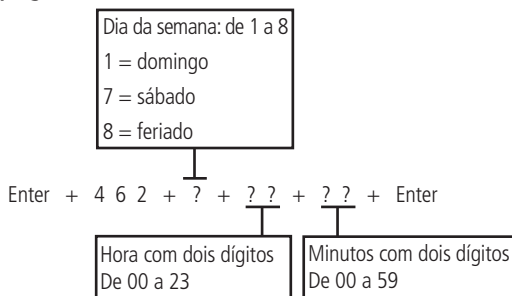 Dia da semana: de 1 a 8
1 = domingo
7 = sábado
8 = feriado
Enter + 4 6 2 + ? + ? ? + ? ? + Enter
Hora com dois dígitos
De 00 a 23
Minutos com dois dígitos
De 00 a 59